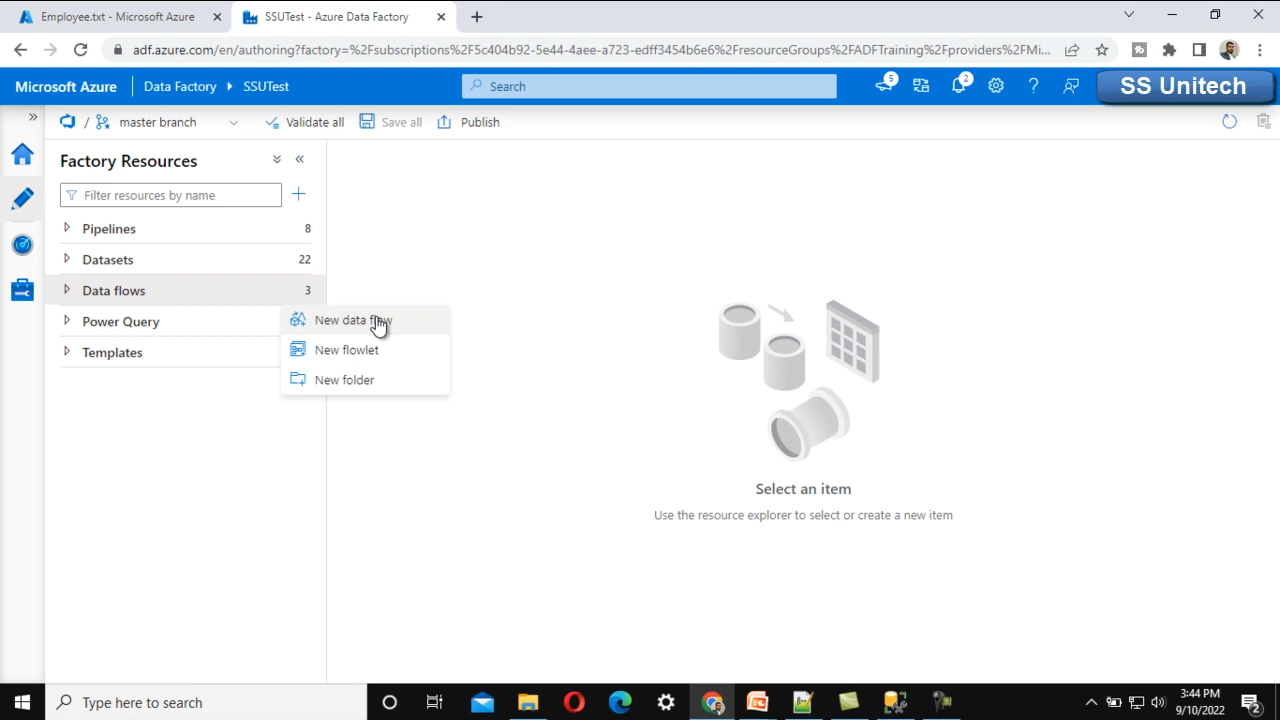 Employee.txt - Microsoft Azure
SSUTest - Azure Data Factory
adf.azure.com/en/authoring?factory=%2Fsubscriptions%2F5c404b92-5e44-4aee-a723-edff3454b6e6%2FresourceGroups%2FADFTraining%2Fproviders%2FMi...
Microsoft Azure
Data Factory
SSUTest
Search
5
2
SS Unitech
/
master branch
Validate all
Save all
Publish
Factory Resources
Filter resources by name
Pipelines 8
Datasets 22
Data flows 3
Power Query
Templates
New data flow
New flowlet
New folder
Select an item
Use the resource explorer to select or create a new item
Type here to search
3:44 PM
9/10/2022
2